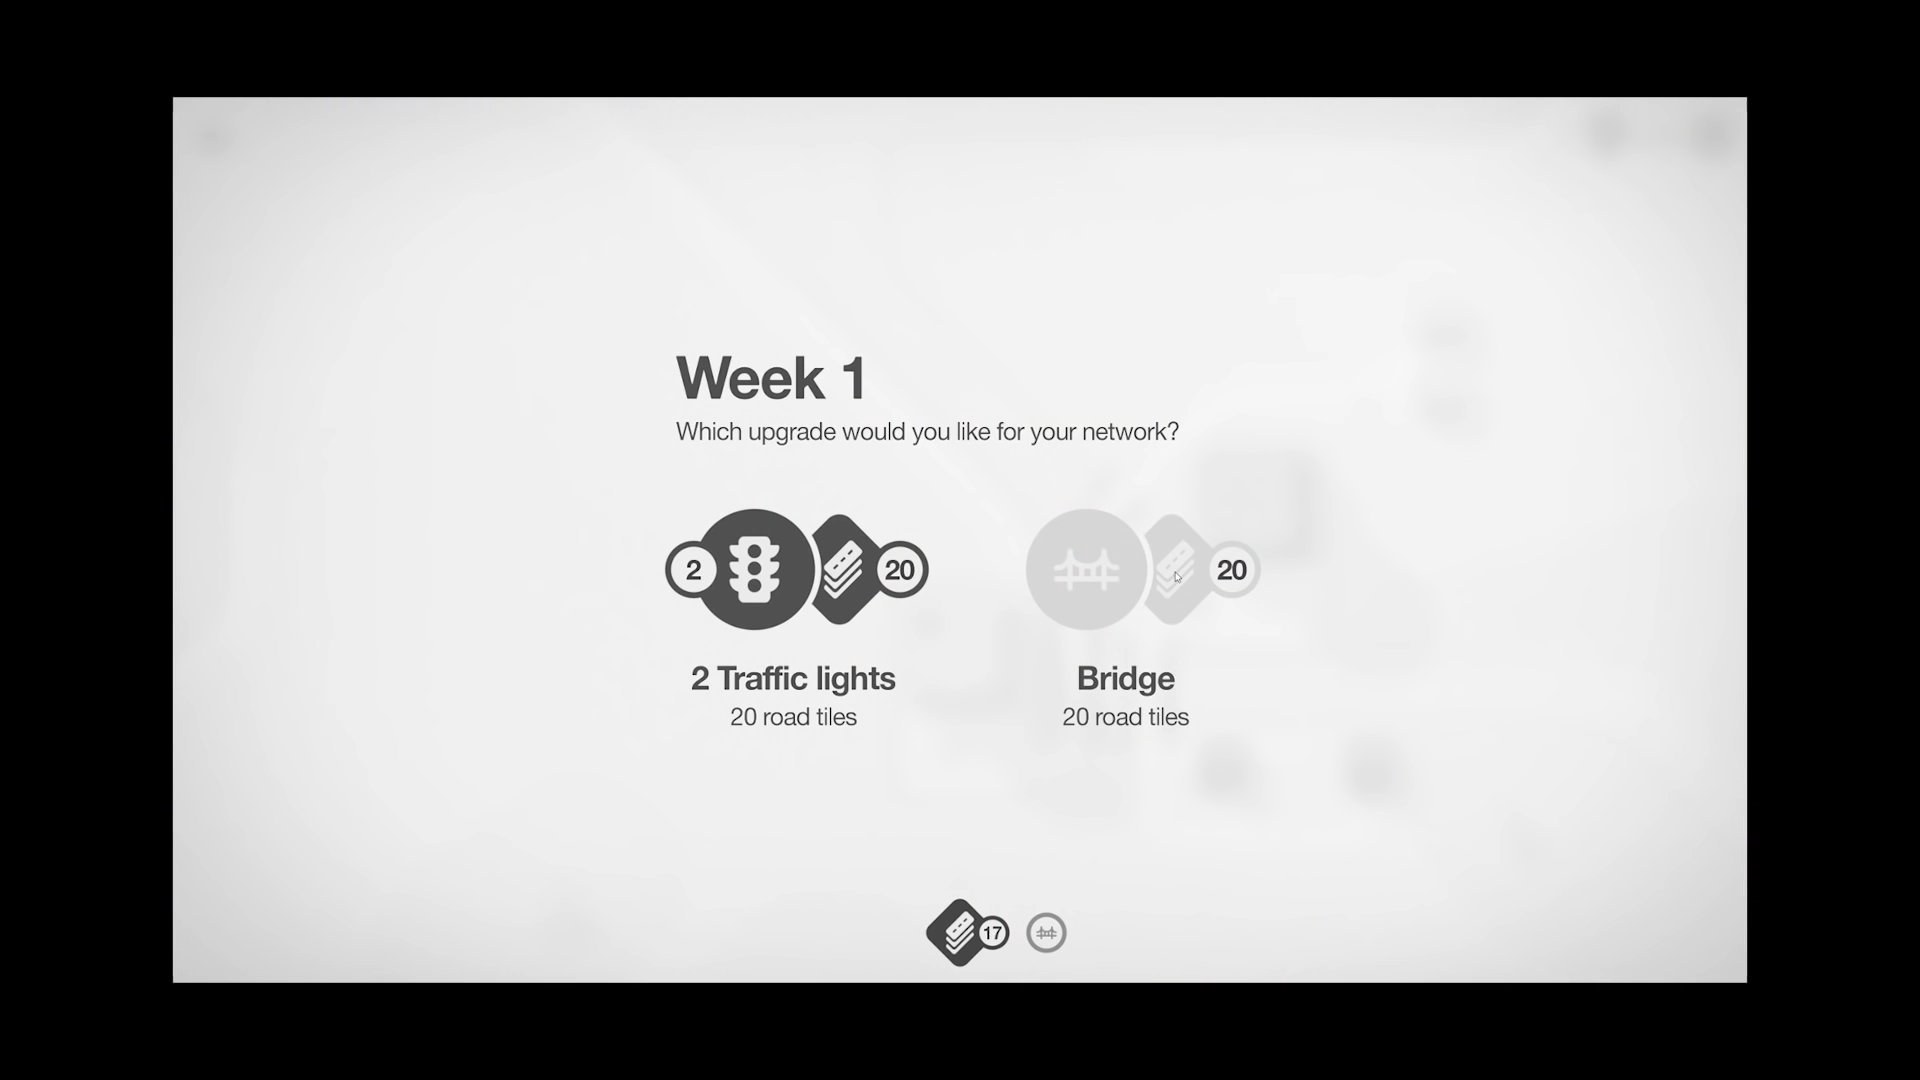 Week 1
Which upgrade would you like for your network?
2 20 20
2 Traffic lights Bridge
20 road tiles 20 road tiles
17